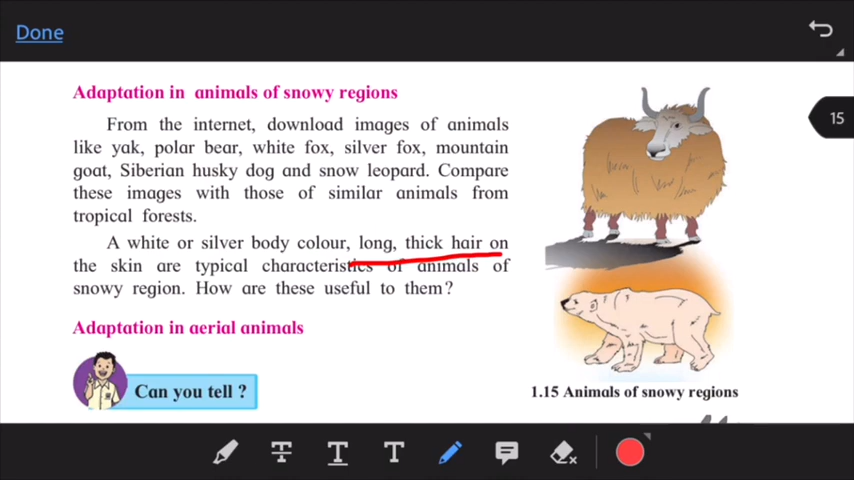 Done
Adaptation in animals of snowy regions
15
From the internet, download images of animals
like yak, polar bear, white fox, silver fox, mountain
goat, Siberian husky dog and snow leopard. Compare
these images with those of similar animals from
tropical forests.
A white or silver body colour, long, thick hair on
the skin are typical characteristics of animals of
snowy region. How are these useful to them?
Adaptation in aerial animals
Can you tell ?
1.15 Animals of snowy regions
T T T